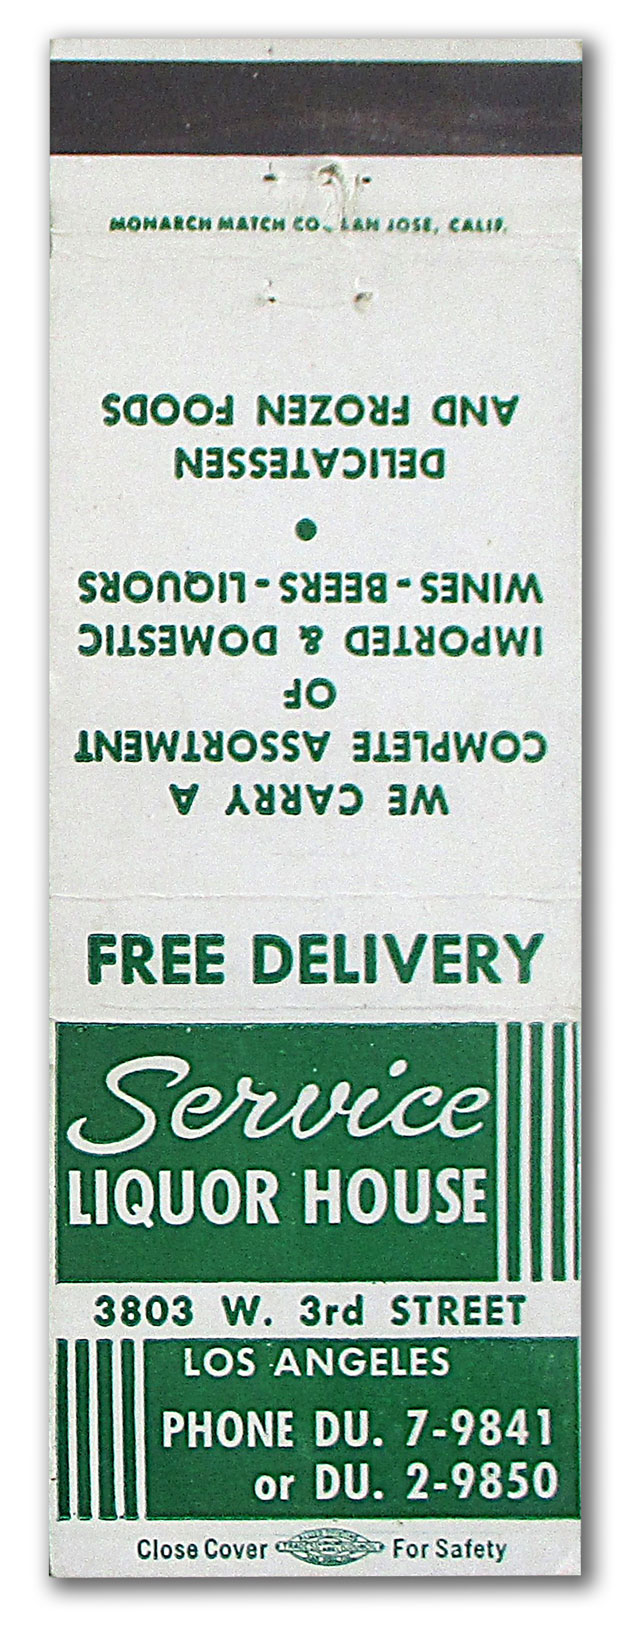 MONARCH MATCH CO., SAN JOSE, CALIF.
WE CARRY A
COMPLETE ASSORTMENT
OF
IMPORTED & DOMESTIC
WINES - BEERS - LIQUORS
•
DELICATESSEN
AND FROZEN FOODS
FREE DELIVERY
Service
LIQUOR HOUSE
3803 W. 3rd STREET
LOS ANGELES
PHONE DU. 7-9841
or DU. 2-9850
Close Cover For Safety